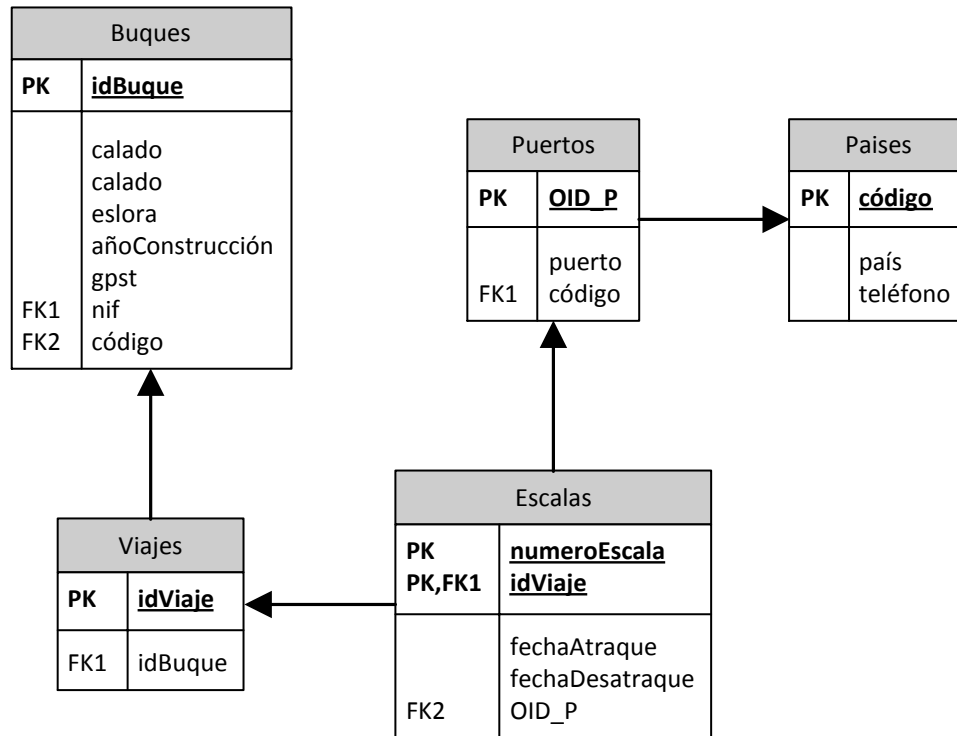 Buques
PK idBuque
calado
calado
eslora
añoConstrucción
gpst
FK1 nif
FK2 código
Puertos
PK OID_P
puerto
FK1 código
Paises
PK código
país
teléfono
Viajes
PK idViaje
FK1 idBuque
Escalas
PK numeroEscala
PK,FK1 idViaje
fechaAtraque
fechaDesatraque
FK2 OID_P